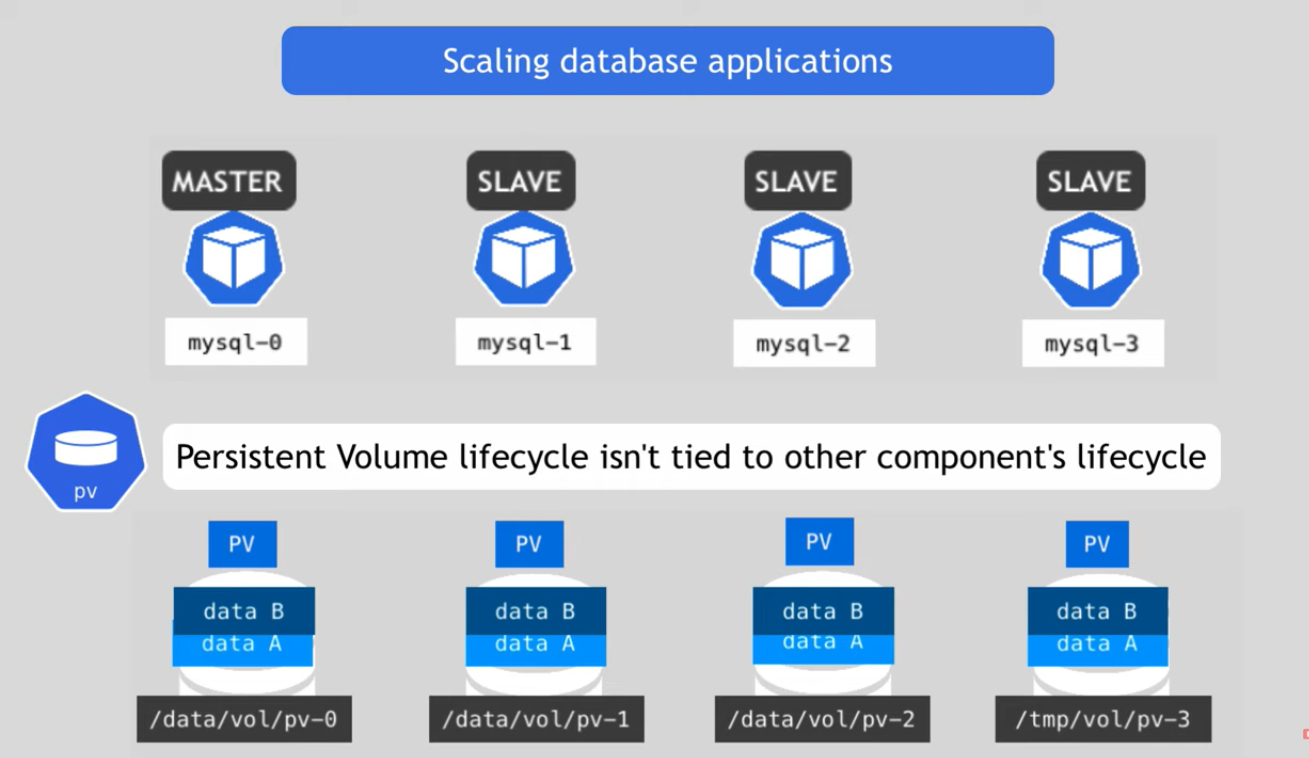 Scaling database applications
MASTER
SLAVE
SLAVE
SLAVE
mysql-0
mysql-1
mysql-2
mysql-3
pv
Persistent Volume lifecycle isn't tied to other component's lifecycle
PV
PV
PV
PV
data B
data B
data B
data B
data A
data A
data A
data A
/data/vol/pv-0
/data/vol/pv-1
/data/vol/pv-2
/tmp/vol/pv-3